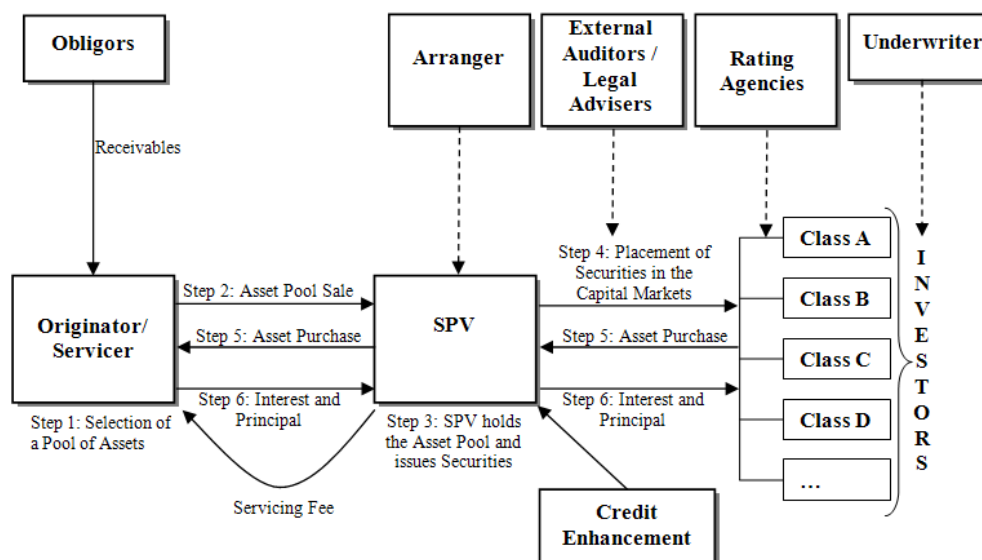 Obligors
Arranger
External
Auditors /
Legal
Advisers
Rating
Agencies
Underwriter
Receivables
Originator/
Servicer
Step 1: Selection of
a Pool of Assets
Step 2: Asset Pool Sale
Step 5: Asset Purchase
Step 6: Interest and
Principal
Servicing Fee
SPV
Step 3: SPV holds
the Asset Pool and
issues Securities
Step 4: Placement of
Securities in the
Capital Markets
Step 5: Asset Purchase
Step 6: Interest and
Principal
Credit
Enhancement
Class A
Class B
Class C
Class D
…
I
N
V
E
S
T
O
R
S